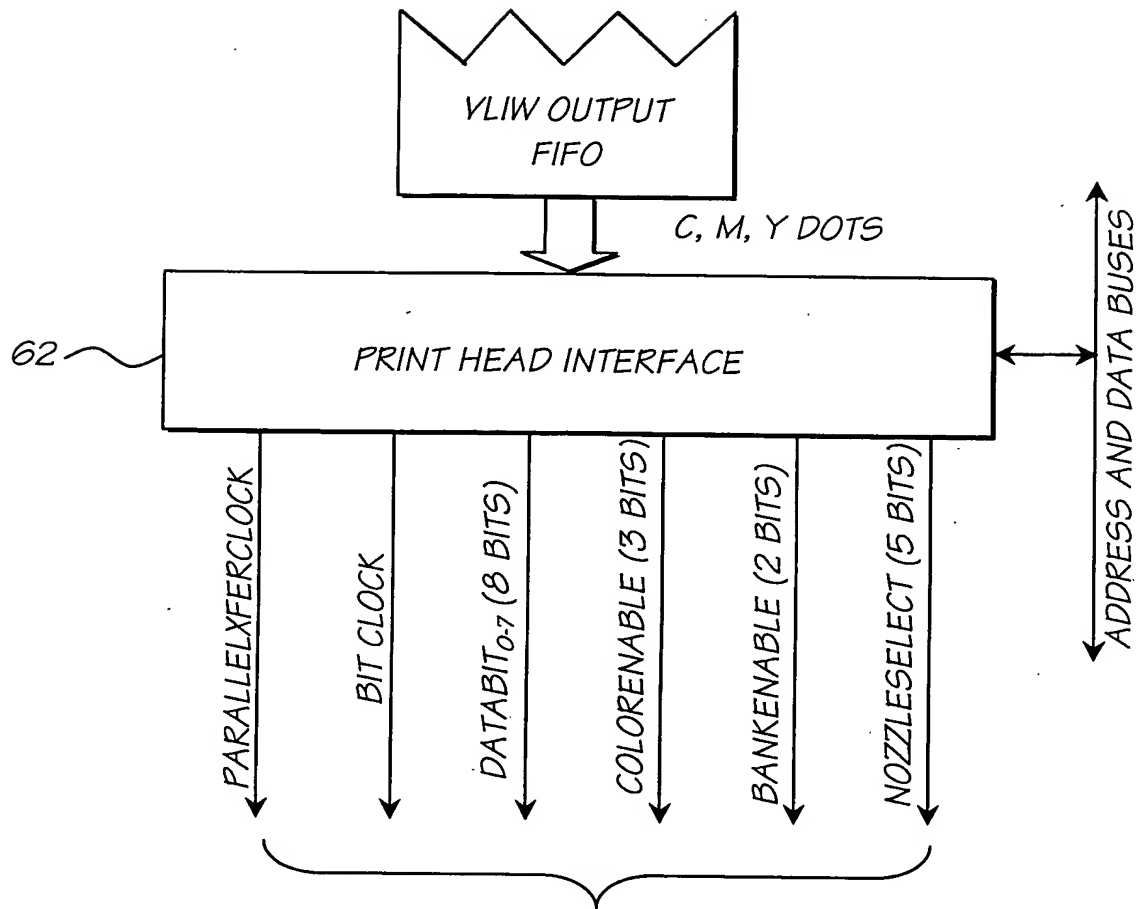 YLIW OUTPUT
FIFO
C, M, Y DOTS
62
PRINT HEAD INTERFACE
ADDRESS AND DATA BUSES
PARALLELXFERCLOCK
BIT CLOCK
DATABIT0-7 (8 BITS)
COLORENABLE (3 BITS)
BANKENABLE (2 BITS)
NOZZLESELECT (5 BITS)